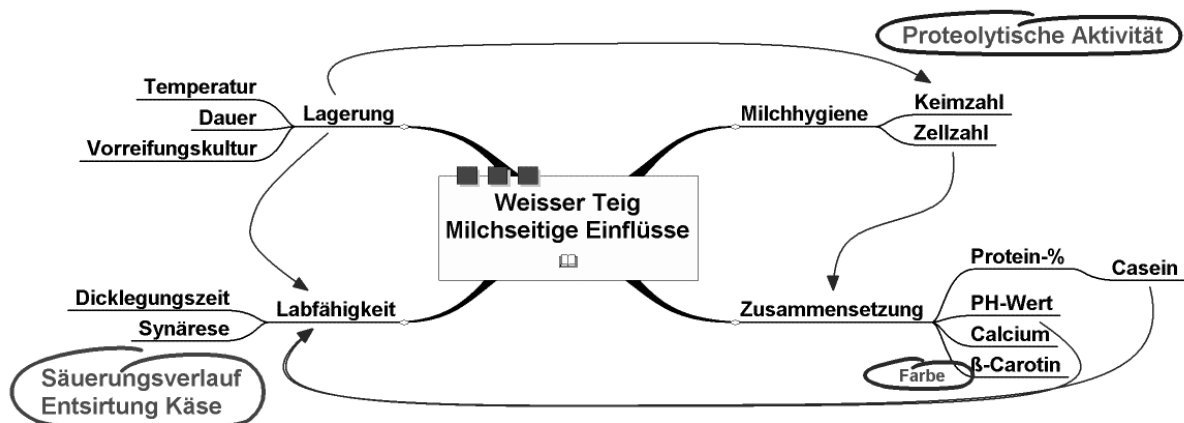 Proteolytische Aktivität
Temperatur
Dauer
Vorreifungskultur
Lagerung
Milchhygiene
Keimzahl
Zellzahl
Weisser Teig
Milchseitige Einflüsse
Dicklegungszeit
Synärese
Labfähigkeit
Zusammensetzung
Protein-%
Casein
PH-Wert
Calcium
ß-Carotin
Farbe
Säuerungsverlauf
Entsirtung Käse